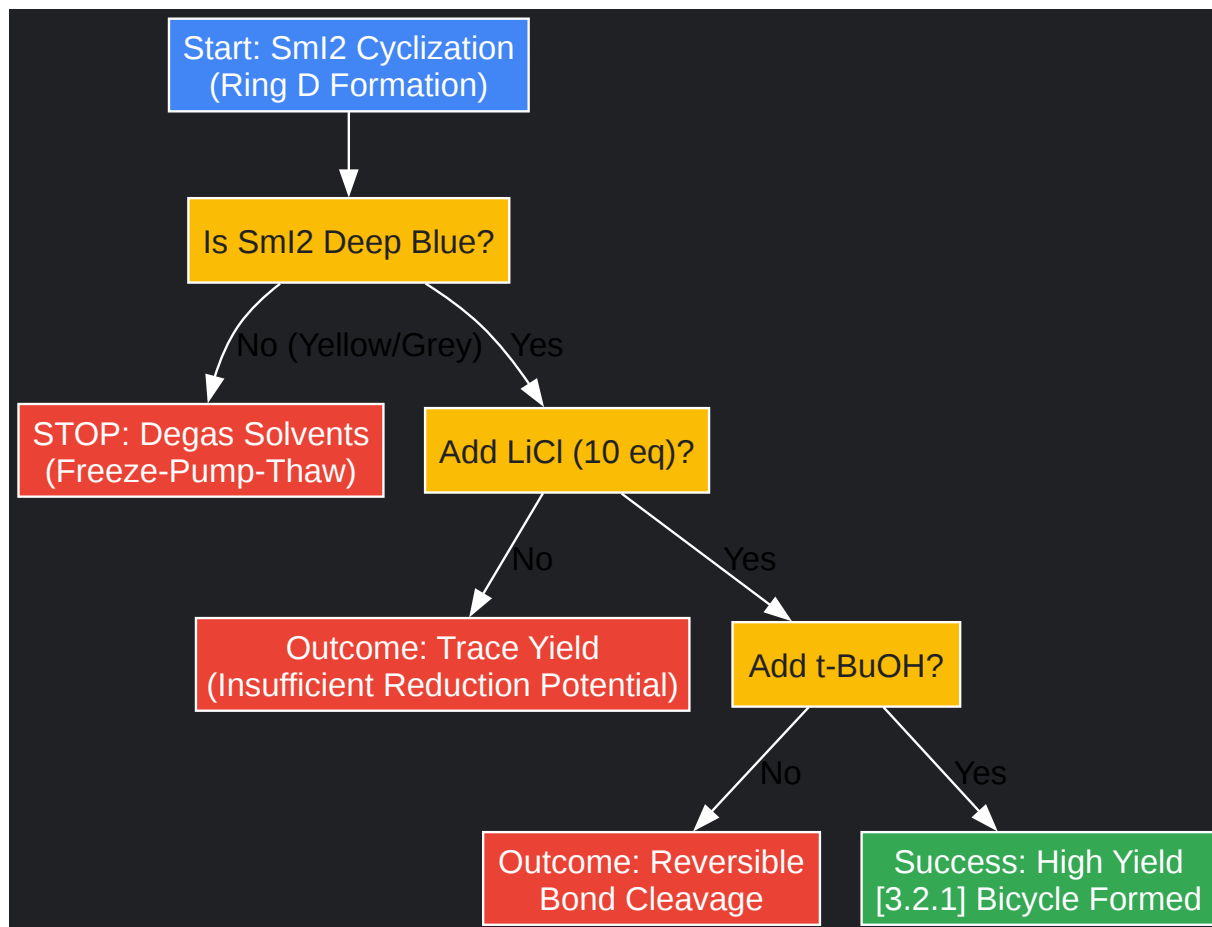 Start: SmI2 Cyclization
(Ring D Formation)
Is SmI2 Deep Blue?
No (Yellow/Grey)
Yes
STOP: Degas Solvents
(Freeze-Pump-Thaw)
Add LiCl (10 eq)?
No
Yes
Outcome: Trace Yield
(Insufficient Reduction Potential)
Add t-BuOH?
No
Yes
Outcome: Reversible
Bond Cleavage
Success: High Yield
[3.2.1] Bicycle Formed